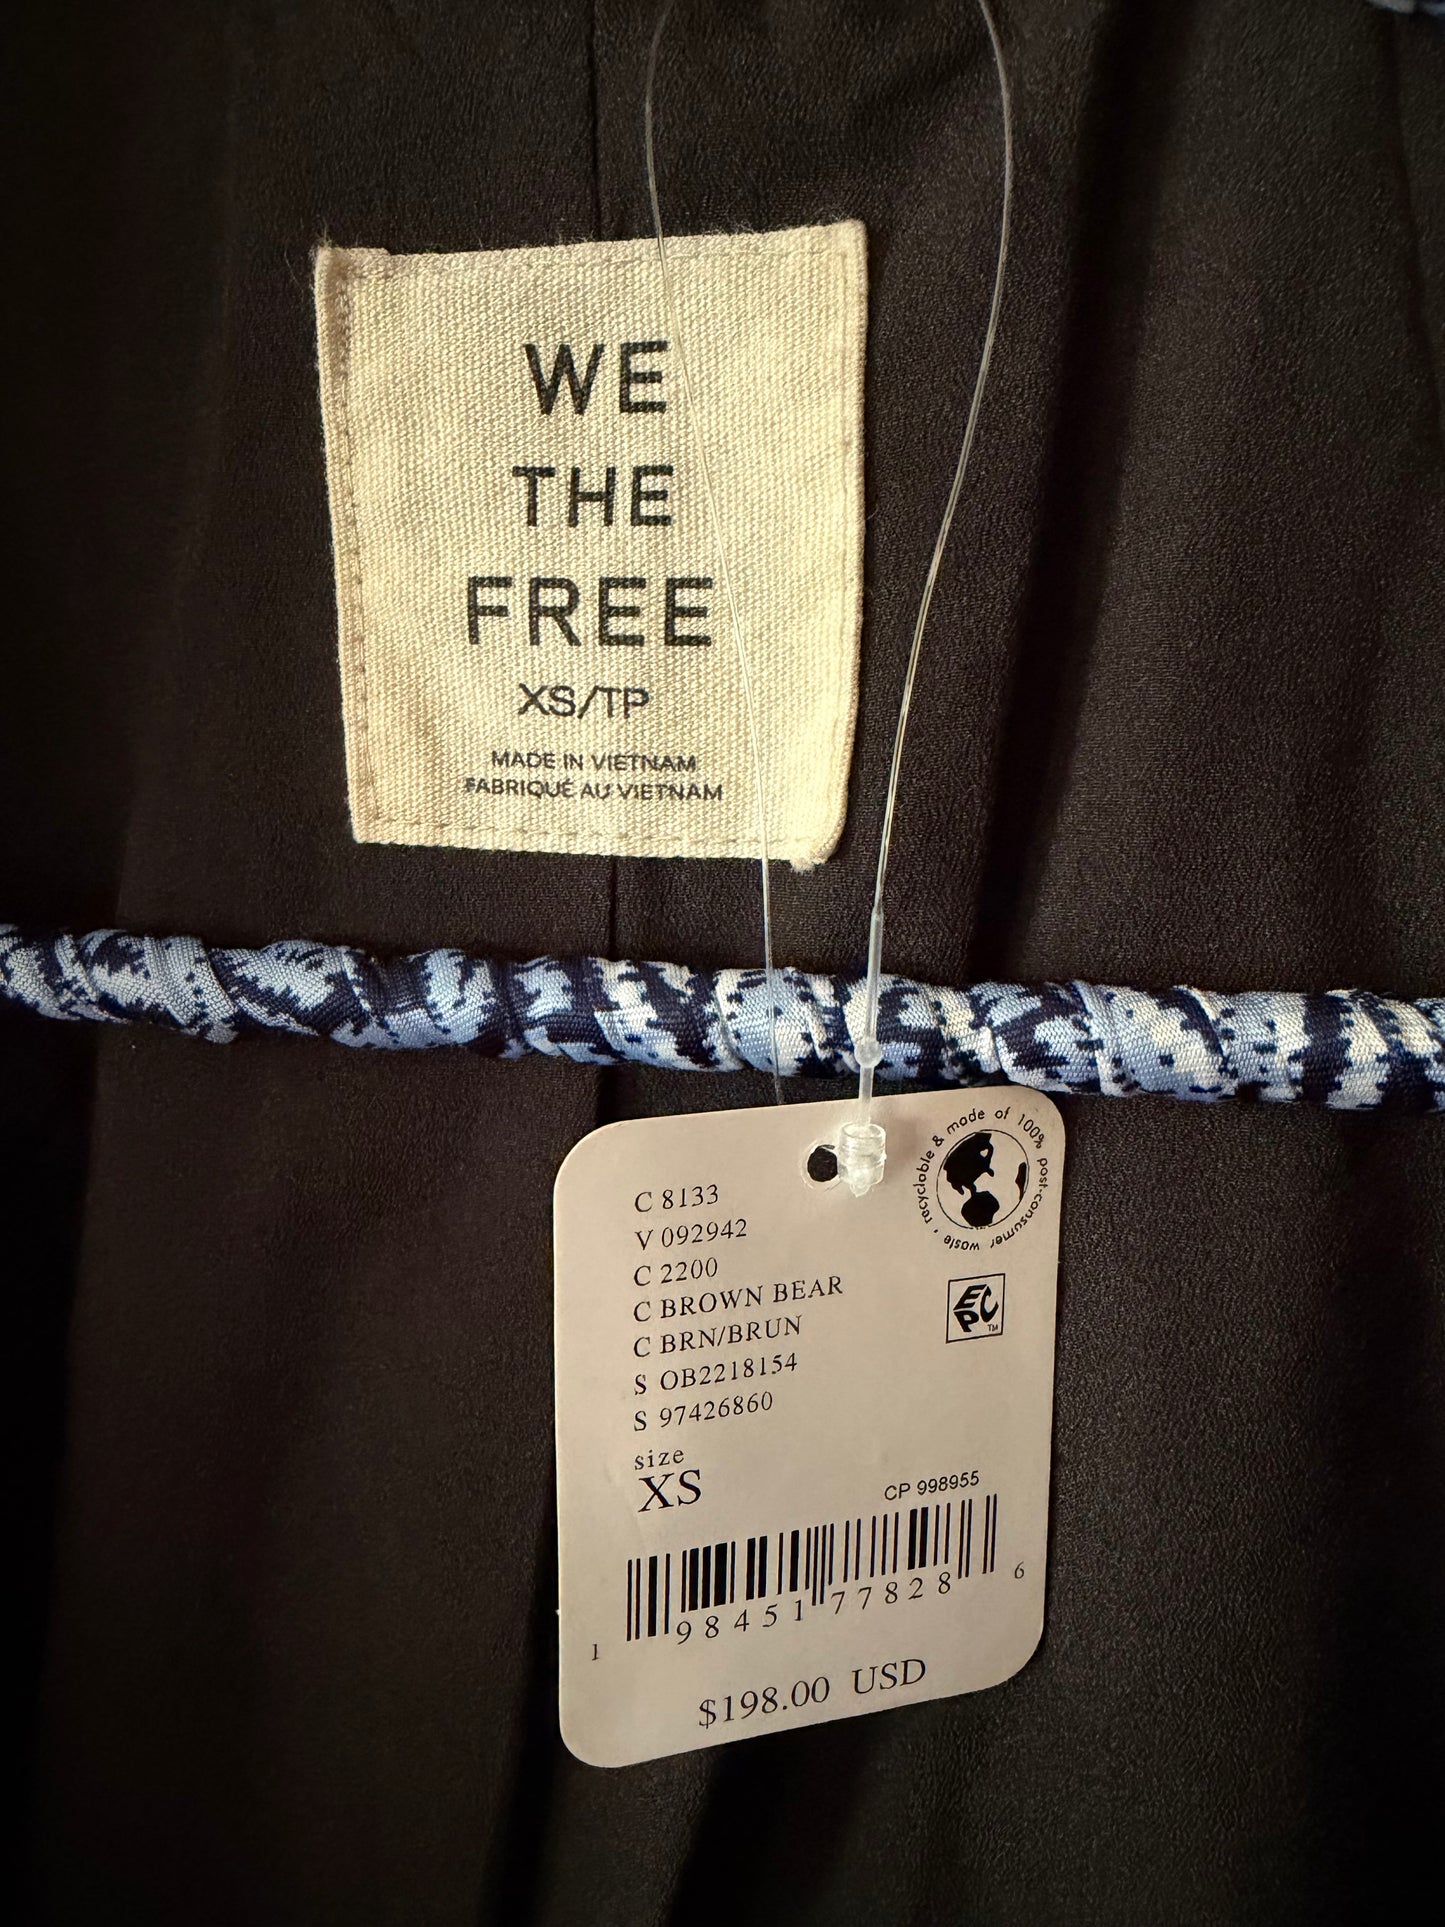 WE
THE
FREE
XS/TP
MADE IN VIETNAM
FABRIQUÉ AU VIETNAM
recyclable & made of 100% post-consumer waste •
C 8133
V 092942
C 2200
C BROWN BEAR
C BRN/BRUN
S OB2218154
S 97426860
EPC™
size
XS
CP 998955
1 98451 77828 6
$198.00 USD